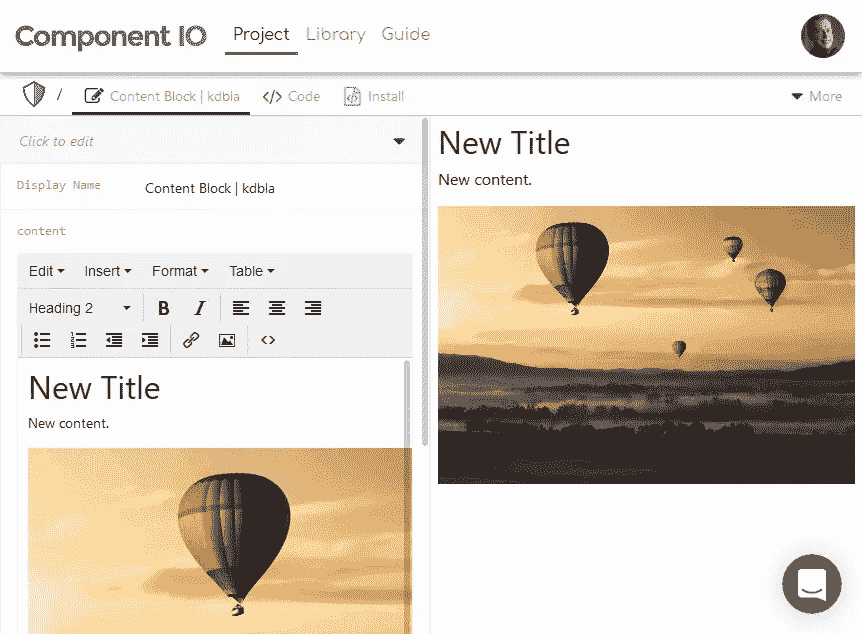 Component IO Project Library Guide
/ Content Block | kdbla </> Code Install More
Click to edit
Display Name Content Block | kdbla
content
Edit Insert Format Table
Heading 2 B I
New Title
New content.
New Title
New content.